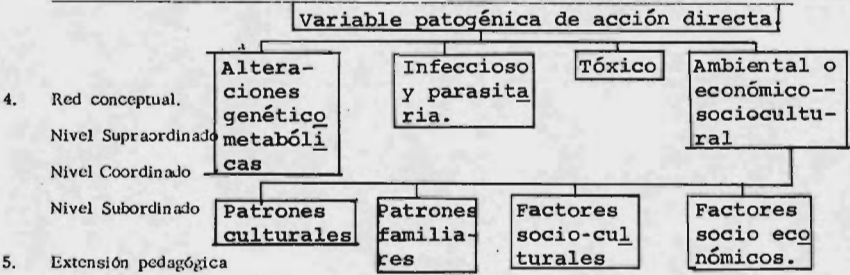 Variable patogénica de acción directa.
Altera-
ciones
genético
metabóli
cas
Infeccioso
y parasita
ria.
Tóxico
Ambiental o
económico--
sociocultu-
ral
4. Red conceptual.
Nivel Supraordinado
Nivel Coordinado
Nivel Subordinado
Patrones
culturales
Patrones
familia-
res
Factores
socio-cul
turales
Factores
socio eco
nómicos.
5. Extensión pedagógica